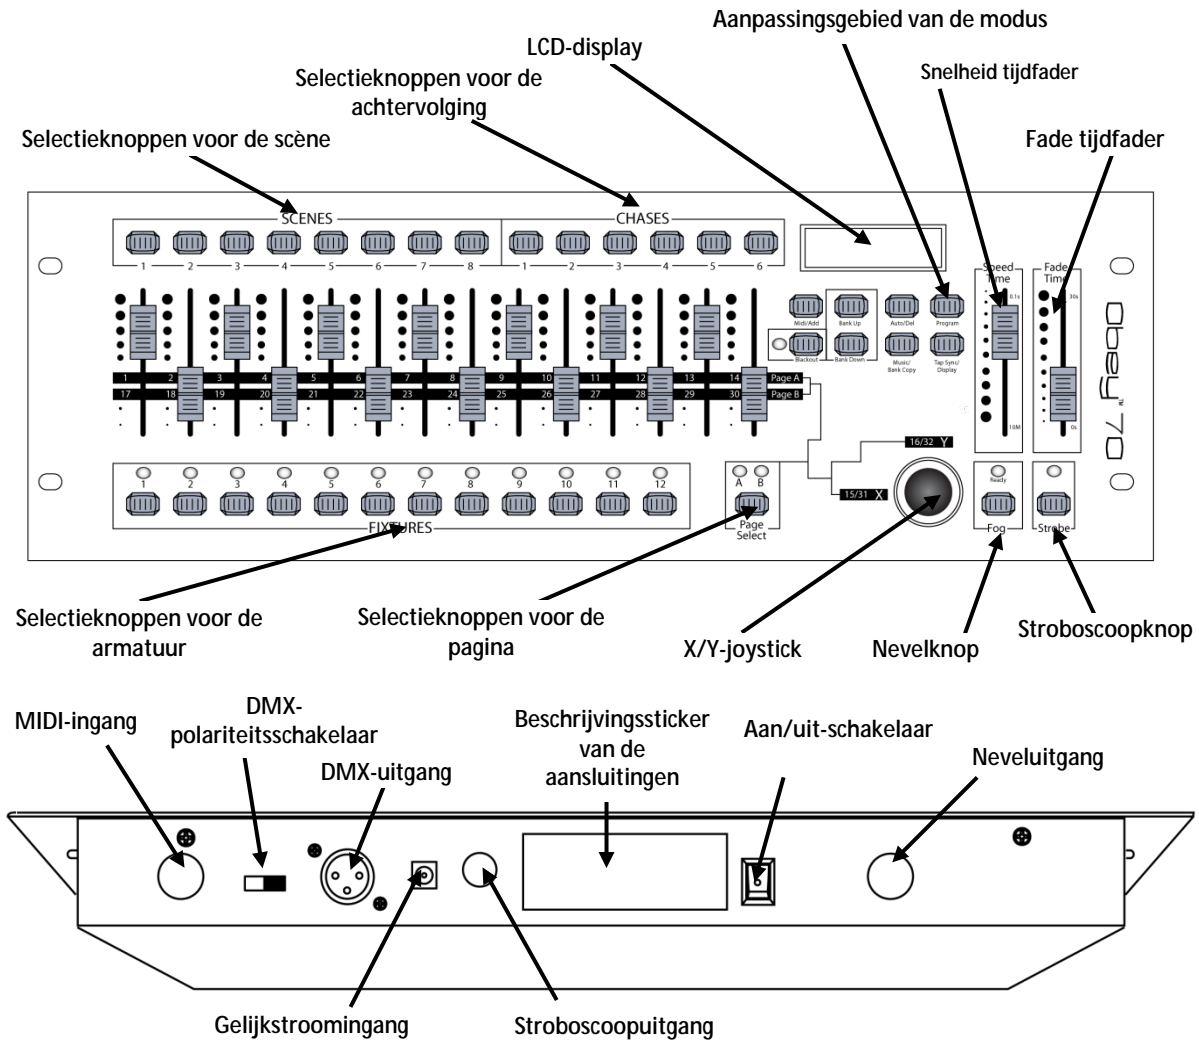 Aanpassingsgebied van de modus
LCD-display
Selectieknoppen voor de
achtervolging
Snelheid tijdfader
Selectieknoppen voor de scène
Fade tijdfader
SCENES
CHASES
1 2 3 4 5 6 7 8
1 2 3 4 5 6
Speed
Time
Fade
Time
0.1s
30s
Midi/Add
Bank Up
Auto/Del
Program
Blackout
Bank Down
Music/
Bank Copy
Tap Sync/
Display
1 2 3 4 5 6 7 8 9 10 11 12 13 14 Page A
17 18 19 20 21 22 23 24 25 26 27 28 29 30 Page B
10M
0s
Obey™ 70
16/32 Y
15/31 X
1 2 3 4 5 6 7 8 9 10 11 12
FIXTURES
A B
Page
Select
Ready
Fog
Strobe
Selectieknoppen voor de
armatuur
Selectieknoppen voor de
pagina
X/Y-joystick
Nevelknop
Stroboscoopknop
MIDI-ingang
DMX-
polariteitsschakelaar
DMX-uitgang
Beschrijvingssticker
van de
aansluitingen
Aan/uit-schakelaar
Neveluitgang
Gelijkstroomingang
Stroboscoopuitgang